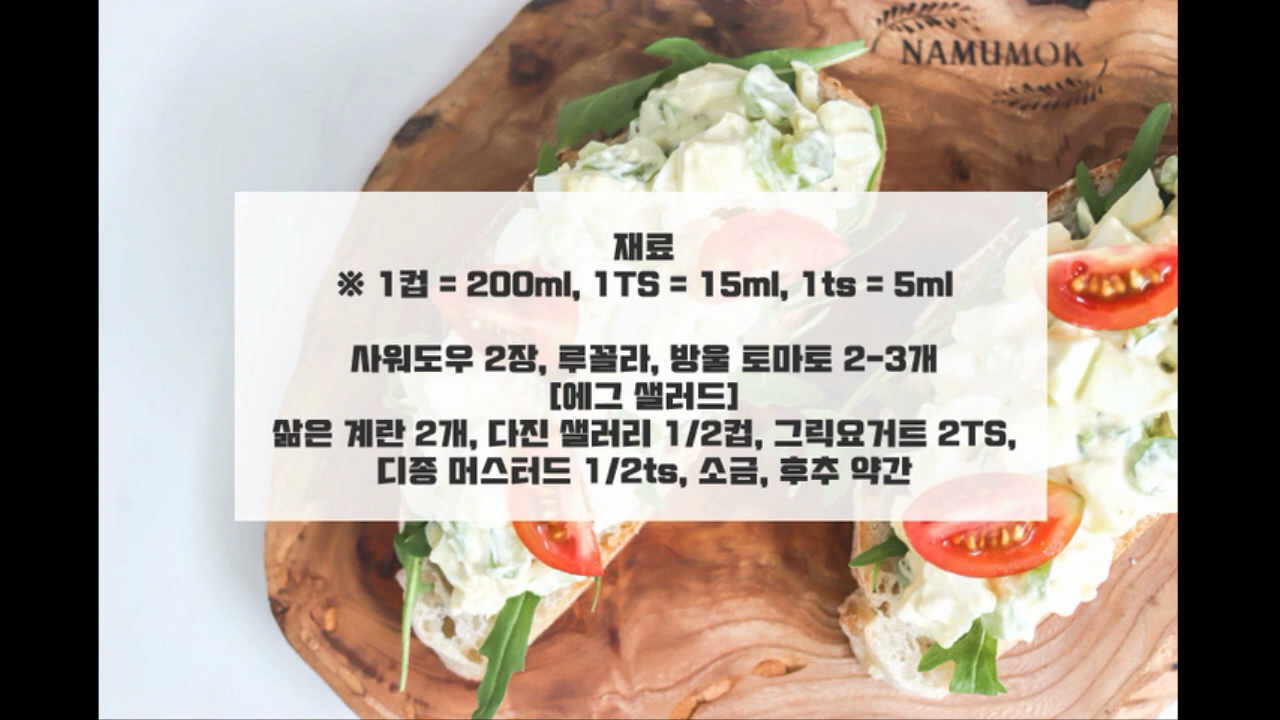 NAMUMOK
재료
※ 1컵 = 200ml, 1TS = 15ml, 1ts = 5ml
사워도우 2장, 루꼴라, 방울 토마토 2-3개
[에그 샐러드]
삶은 계란 2개, 다진 샐러리 1/2컵, 그릭요거트 2TS,
디종 머스터드 1/2ts, 소금, 후추 약간